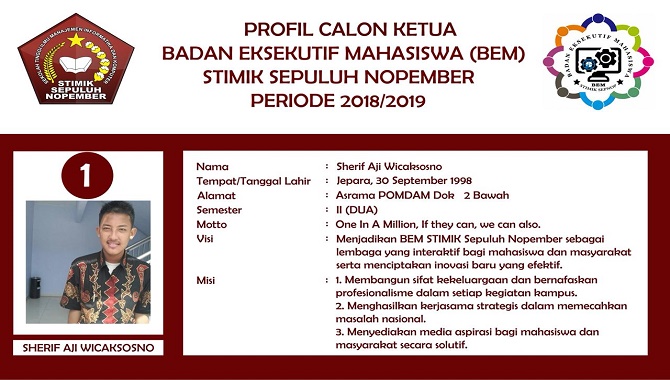 PROFIL CALON KETUA
BADAN EKSEKUTIF MAHASISWA (BEM)
STIMIK SEPULUH NOPEMBER
PERIODE 2018/2019
SEKOLAH TINGGI ILMU MANAJEMEN INFORMATIKA DAN KOMPUTER
STIMIK
SEPULUH
NOPEMBER
BADAN EKSEKUTIF MAHASISWA
BEM
1
SHERIF AJI WICAKSOSNO
Nama : Sherif Aji Wicaksosno
Tempat/Tanggal Lahir : Jepara, 30 September 1998
Alamat : Asrama POMDAM Dok 2 Bawah
Semester : II (DUA)
Motto : One In A Million, If they can, we can also.
Visi : Menjadikan BEM STIMIK Sepuluh Nopember sebagai
lembaga yang interaktif bagi mahasiswa dan masyarakat
serta menciptakan inovasi baru yang efektif.
Misi : 1. Membangun sifat kekeluargaan dan bernafaskan
profesionalisme dalam setiap kegiatan kampus.
2. Menghasilkan kerjasama strategis dalam memecahkan
masalah nasional.
3. Menyediakan media aspirasi bagi mahasiswa dan
masyarakat secara solutif.